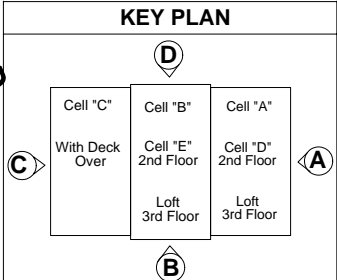 KEY PLAN
D
Cell "C"
With Deck
Over
Cell "B"
Cell "E"
2nd Floor
Loft
3rd Floor
Cell "A"
Cell "D"
2nd Floor
Loft
3rd Floor
C
A
B